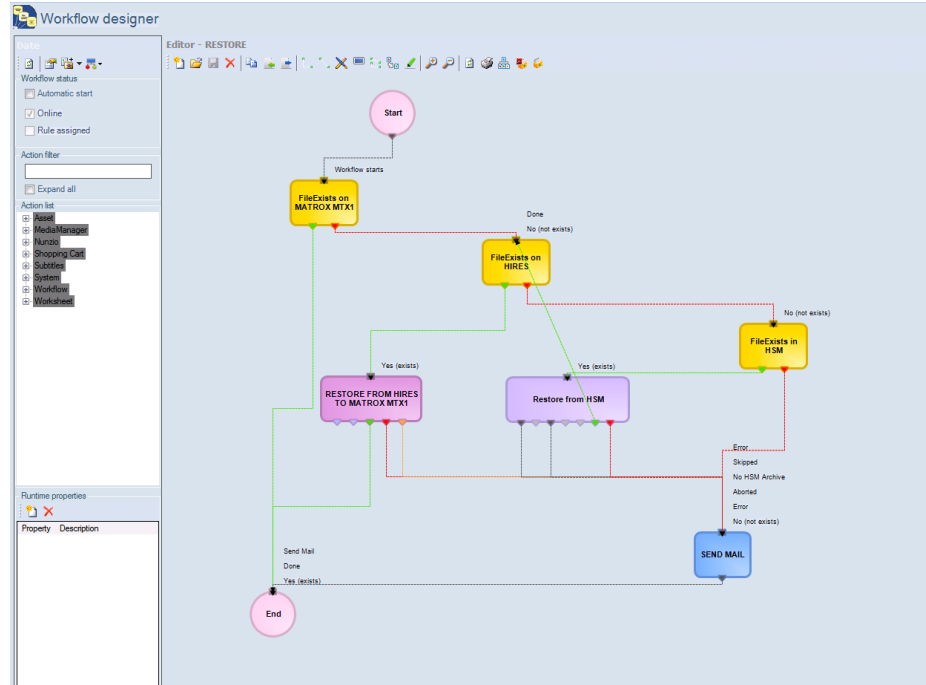 Workflow designer
Date
Workflow status
Automatic start
Online
Rule assigned
Action filter
Expand all
Action list
Asset
MediaManager
Nunzio
Shopping Cart
Subtitles
System
Workflow
Worksheet
Runtime properties
Property Description
Editor - RESTORE
Start
Workflow starts
FileExists on
MATROX MTX1
Done
No (not exists)
FileExists on
HIRES
No (not exists)
FileExists in
HSM
Yes (exists)
RESTORE FROM HIRES
TO MATROX MTX1
Yes (exists)
Restore from HSM
Error
Skipped
No HSM Archive
Aborted
Error
No (not exists)
SEND MAIL
Send Mail
Done
Yes (exists)
End